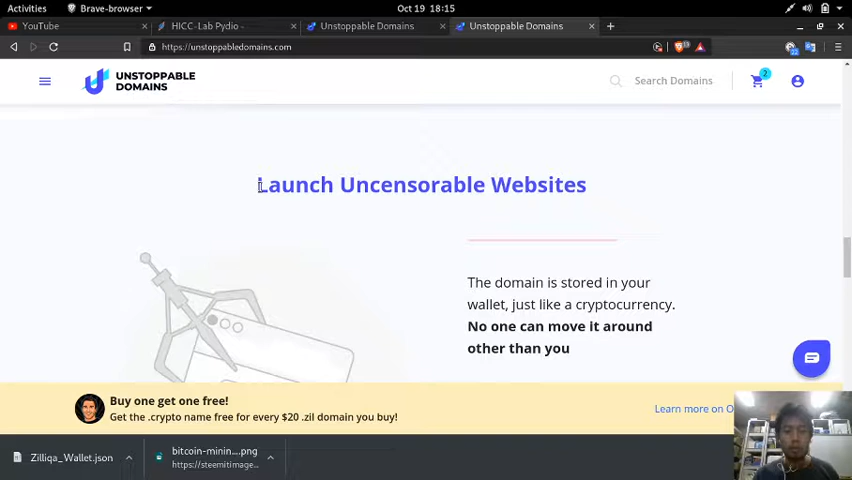 Activities
Brave-browser
Oct 19 18:15
YouTube
HICC-Lab Pydio -
Unstoppable Domains
Unstoppable Domains
https://unstoppabledomains.com
UNSTOPPABLE
DOMAINS
Search Domains
2
Launch Uncensorable Websites
The domain is stored in your
wallet, just like a cryptocurrency.
No one can move it around
other than you
Buy one get one free!
Get the .crypto name free for every $20 .zil domain you buy!
Learn more on O
Zilliqa_Wallet.json
bitcoin-minin....png
https://steemitimage...